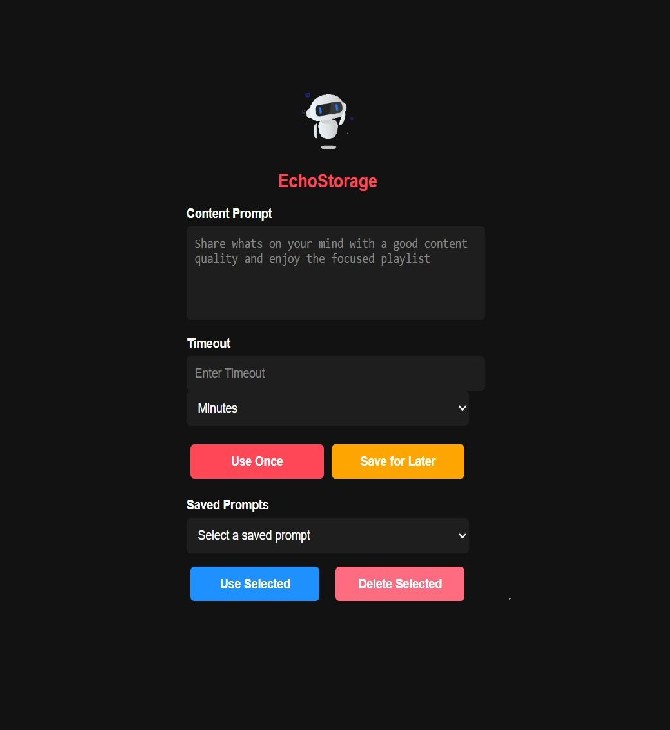 EchoStorage
Content Prompt
Share whats on your mind with a good content
quality and enjoy the focused playlist
Timeout
Enter Timeout
Minutes
Use Once
Save for Later
Saved Prompts
Select a saved prompt
Use Selected
Delete Selected